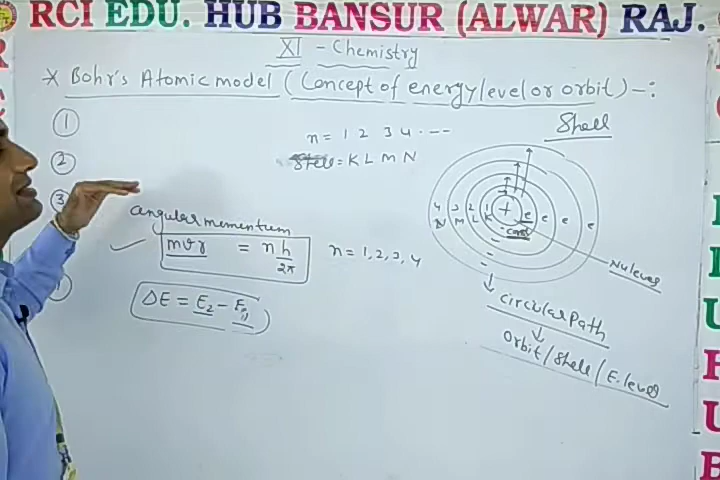 RCI EDU. HUB BANSUR (ALWAR) RAJ.
XI - Chemistry
* Bohr's Atomic model (Concept of energy level or orbit) -:
①
②
③
n = 1 2 3 4 ----
= K L M N
Shell
angular momentum
mvr = n h/2π
n = 1, 2, 3, 4
ΔE = E2 - E1
4 3 2 1
N M L K
+ e e e e
Circular Path
Orbit/Shell/E.level